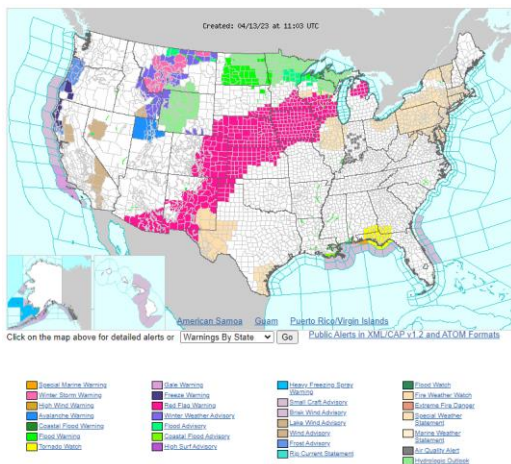 Created: 04/13/23 at 11:03 UTC
American Samoa Guam Puerto Rico/Virgin Islands
Click on the map above for detailed alerts or Warnings By State Go Public Alerts in XML/CAP v1.2 and ATOM Formats
Special Marine Warning
Winter Storm Warning
High Wind Warning
Avalanche Warning
Coastal Flood Warning
Flood Warning
Tornado Watch
Gale Warning
Freeze Warning
Red Flag Warning
Winter Weather Advisory
Flood Advisory
Coastal Flood Advisory
High Surf Advisory
Heavy Freezing Spray
Warning
Small Craft Advisory
Brisk Wind Advisory
Lake Wind Advisory
Wind Advisory
Frost Advisory
Rip Current Statement
Flood Watch
Fire Weather Watch
Extreme Fire Danger
Special Weather
Statement
Marine Weather
Statement
Air Quality Alert
Hydrologic Outlook